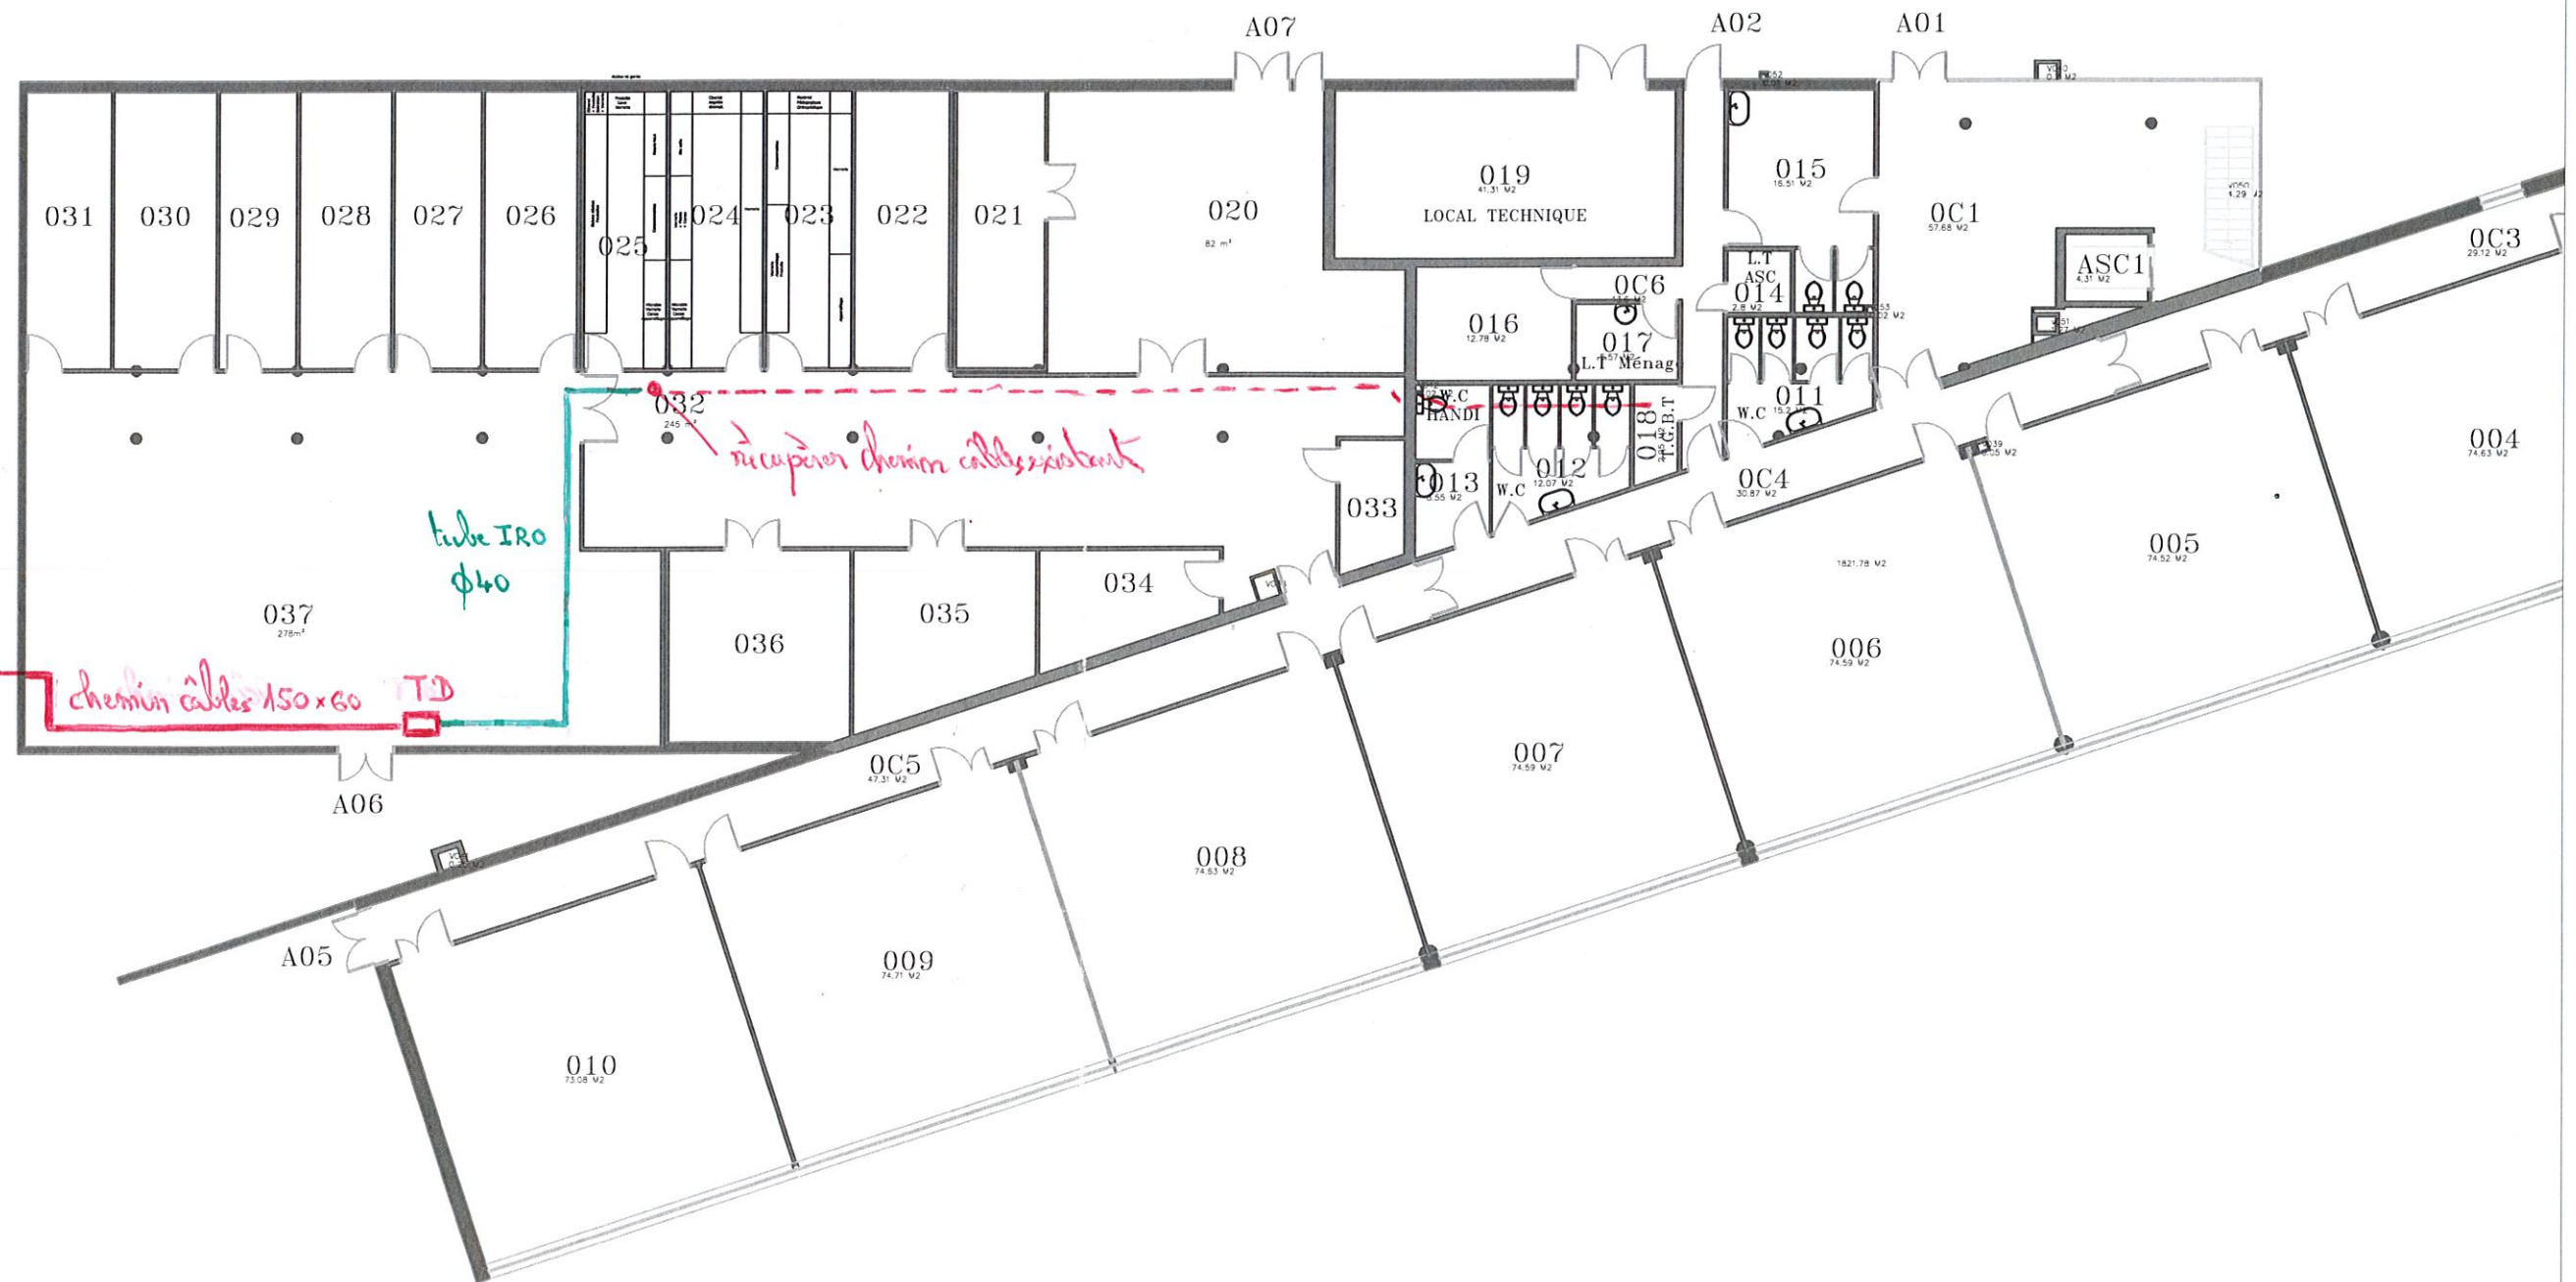 A07
A02
A01
031
030
029
028
027
026
025
024
023
022
021
020
82 m²
019
41.31 M2
LOCAL TECHNIQUE
015
16.51 M2
0C1
57.68 M2
ASC1
4.31 M2
0C3
29.12 M2
L.T
ASC
014
2.8 M2
0C6
016
12.78 M2
017
L.T Ménag
W.C
HANDI
018
T.G.B.T
011
W.C
013
012
12.07 M2
W.C
0C4
30.87 M2
004
74.63 M2
032
245 m²
récupérer chemin câbles existants
033
tube IRO
ø40
037
278m²
036
035
034
1821.78 M2
005
74.52 M2
006
74.59 M2
chemin câbles 150×60
TD
A06
0C5
47.31 M2
007
74.59 M2
008
74.53 M2
A05
009
74.71 M2
010
73.08 M2